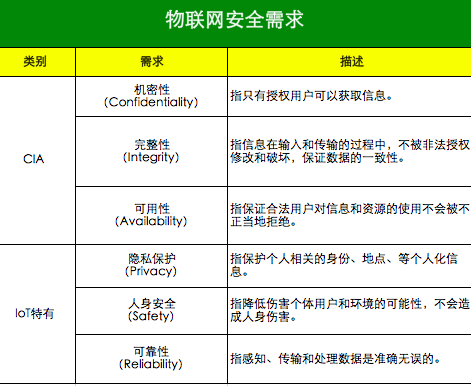 物联网安全需求
类别
需求
描述
CIA
机密性
（Confidentiality）
指只有授权用户可以获取信息。
完整性
（Integrity）
指信息在输入和传输的过程中，不被非法授权
修改和破坏，保证数据的一致性。
可用性
（Availability）
指保证合法用户对信息和资源的使用不会被不
正当地拒绝。
IoT特有
隐私保护
（Privacy）
指保护个人相关的身份、地点、等个人化信
息。
人身安全
（Safety）
指降低伤害个体用户和环境的可能性，不会造
成人身伤害。
可靠性
（Reliability）
指感知、传输和处理数据是准确无误的。